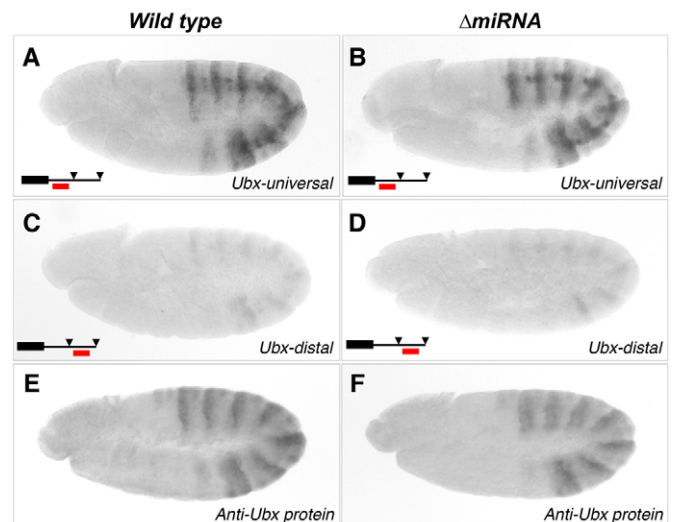 Wild type
ΔmiRNA
A
B
Ubx-universal
Ubx-universal
C
D
Ubx-distal
Ubx-distal
E
F
Anti-Ubx protein
Anti-Ubx protein